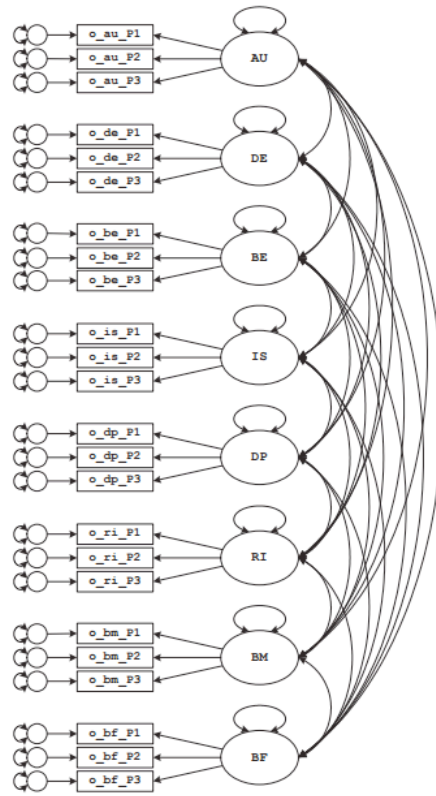 o_au_P1
o_au_P2
o_au_P3
AU
o_de_P1
o_de_P2
o_de_P3
DE
o_be_P1
o_be_P2
o_be_P3
BE
o_is_P1
o_is_P2
o_is_P3
IS
o_dp_P1
o_dp_P2
o_dp_P3
DP
o_ri_P1
o_ri_P2
o_ri_P3
RI
o_bm_P1
o_bm_P2
o_bm_P3
BM
o_bf_P1
o_bf_P2
o_bf_P3
BF